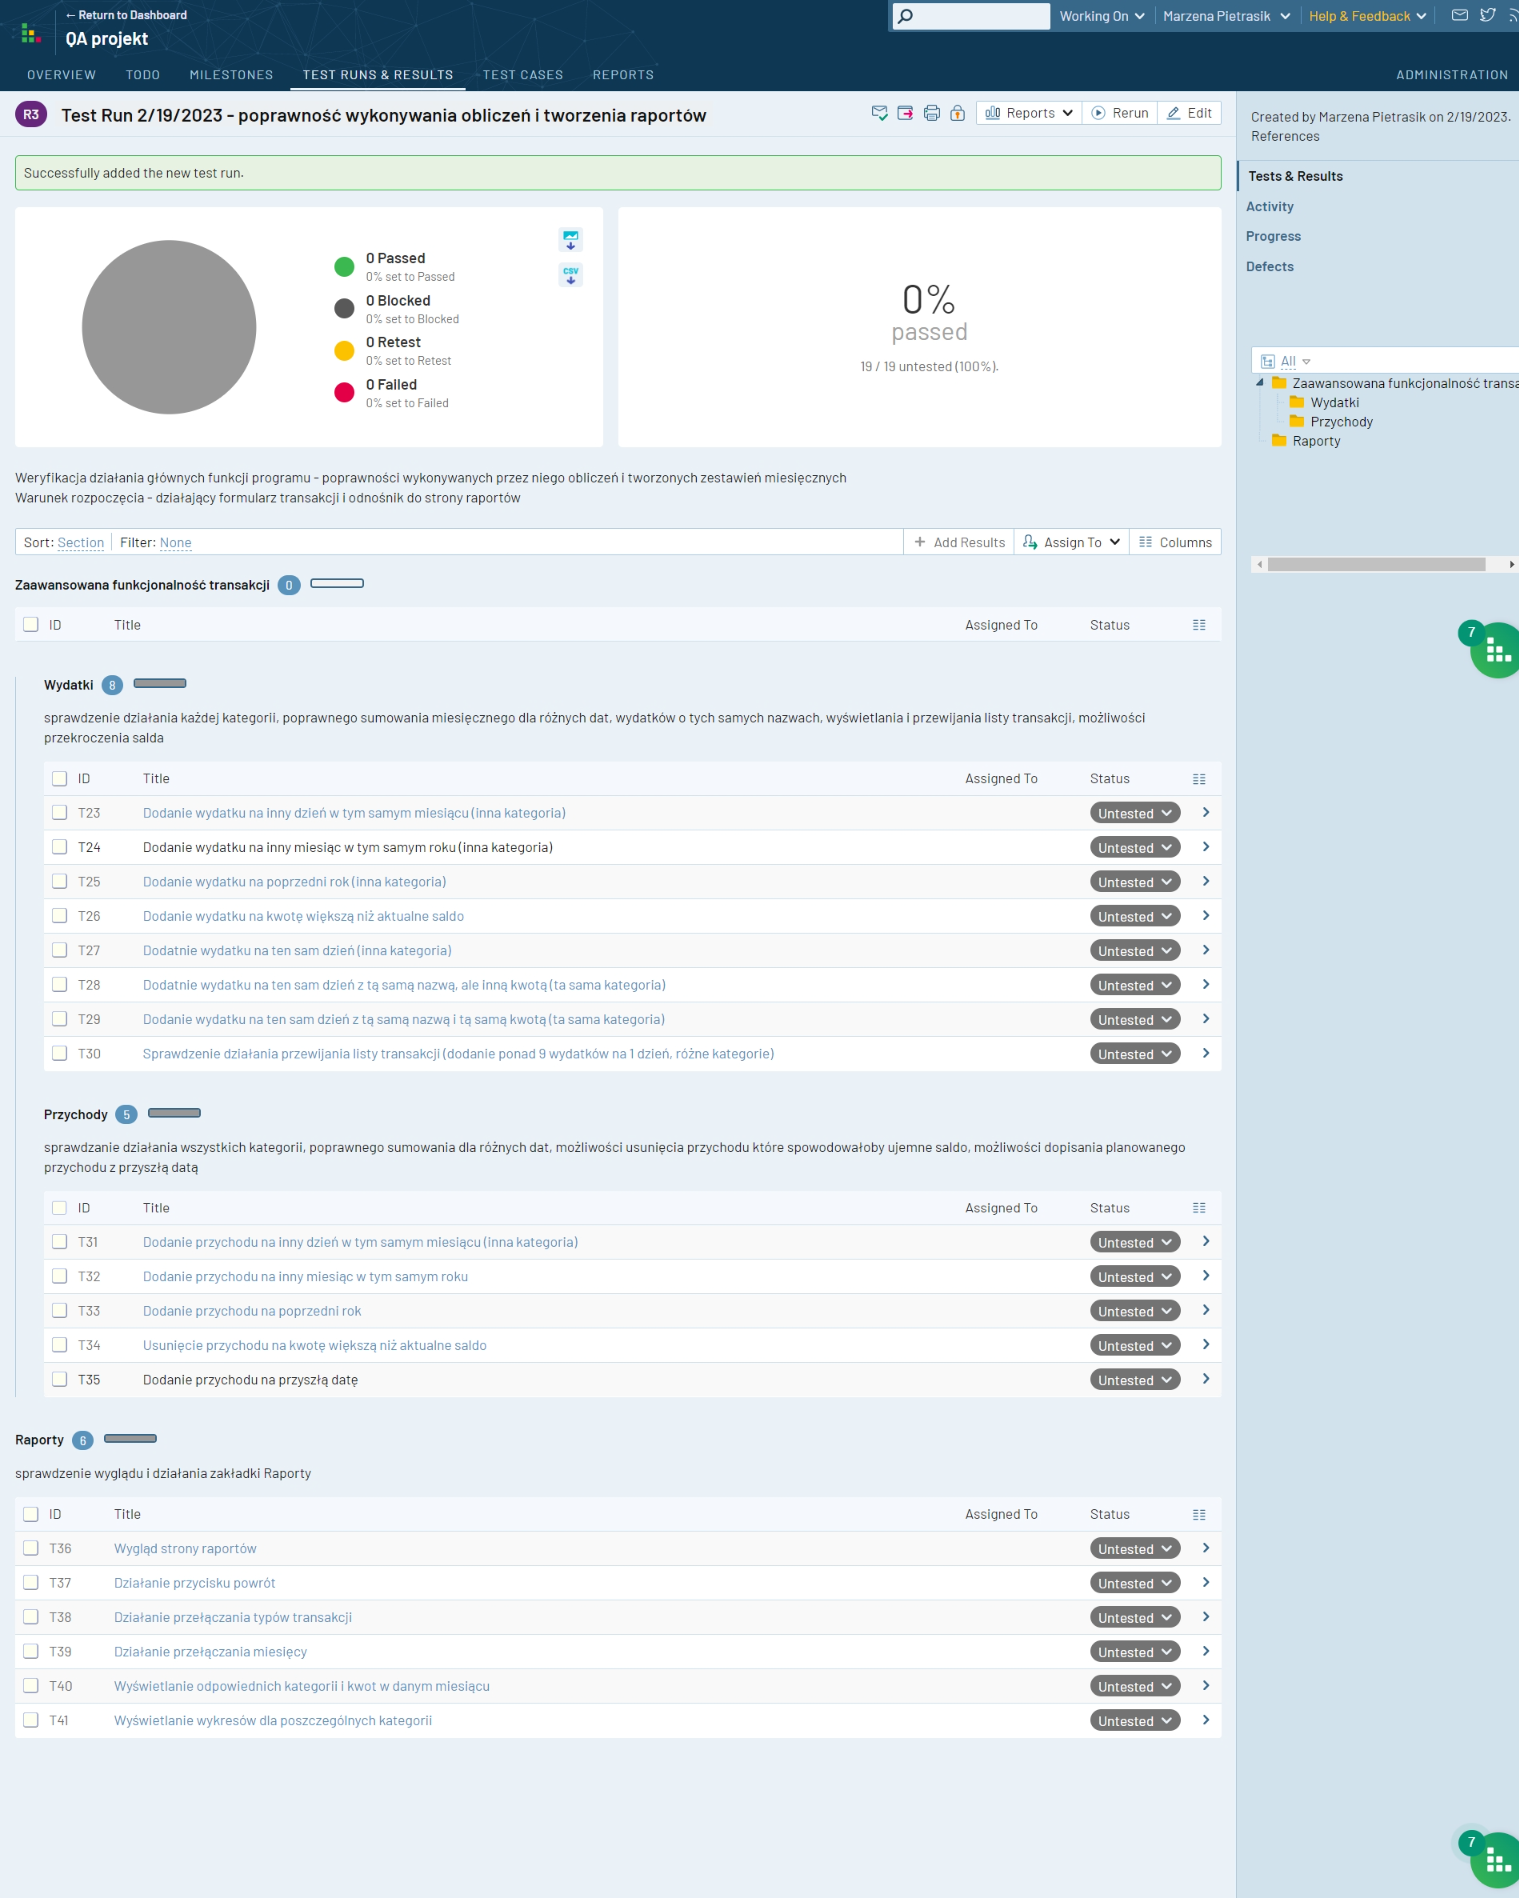 ← Return to Dashboard
QA projekt
Working On
Marzena Pietrasik
Help & Feedback
OVERVIEW
TODO
MILESTONES
TEST RUNS & RESULTS
TEST CASES
REPORTS
ADMINISTRATION
R3
Test Run 2/19/2023 - poprawność wykonywania obliczeń i tworzenia raportów
Reports
Rerun
Edit
Created by Marzena Pietrasik on 2/19/2023.
References
Successfully added the new test run.
Tests & Results
Activity
Progress
Defects
0 Passed
0% set to Passed
0 Blocked
0% set to Blocked
0 Retest
0% set to Retest
0 Failed
0% set to Failed
CSV
0%
passed
19 / 19 untested (100%).
All
Zaawansowana funkcjonalność transa
Wydatki
Przychody
Raporty
Weryfikacja działania głównych funkcji programu - poprawności wykonywanych przez niego obliczeń i tworzonych zestawień miesięcznych
Warunek rozpoczęcia - działający formularz transakcji i odnośnik do strony raportów
Sort: Section
Filter: None
+ Add Results
Assign To
Columns
Zaawansowana funkcjonalność transakcji 0
ID Title Assigned To Status
7
Wydatki 8
sprawdzenie działania każdej kategorii, poprawnego sumowania miesięcznego dla różnych dat, wydatków o tych samych nazwach, wyświetlania i przewijania listy transakcji, możliwości
przekroczenia salda
ID Title Assigned To Status
T23 Dodanie wydatku na inny dzień w tym samym miesiącu (inna kategoria) Untested
T24 Dodanie wydatku na inny miesiąc w tym samym roku (inna kategoria) Untested
T25 Dodanie wydatku na poprzedni rok (inna kategoria) Untested
T26 Dodanie wydatku na kwotę większą niż aktualne saldo Untested
T27 Dodatnie wydatku na ten sam dzień (inna kategoria) Untested
T28 Dodatnie wydatku na ten sam dzień z tą samą nazwą, ale inną kwotą (ta sama kategoria) Untested
T29 Dodanie wydatku na ten sam dzień z tą samą nazwą i tą samą kwotą (ta sama kategoria) Untested
T30 Sprawdzenie działania przewijania listy transakcji (dodanie ponad 9 wydatków na 1 dzień, różne kategorie) Untested
Przychody 5
sprawdzanie działania wszystkich kategorii, poprawnego sumowania dla różnych dat, możliwości usunięcia przychodu które spowodowałoby ujemne saldo, możliwości dopisania planowanego
przychodu z przyszłą datą
ID Title Assigned To Status
T31 Dodanie przychodu na inny dzień w tym samym miesiącu (inna kategoria) Untested
T32 Dodanie przychodu na inny miesiąc w tym samym roku Untested
T33 Dodanie przychodu na poprzedni rok Untested
T34 Usunięcie przychodu na kwotę większą niż aktualne saldo Untested
T35 Dodanie przychodu na przyszłą datę Untested
Raporty 6
sprawdzenie wyglądu i działania zakładki Raporty
ID Title Assigned To Status
T36 Wygląd strony raportów Untested
T37 Działanie przycisku powrót Untested
T38 Działanie przełączania typów transakcji Untested
T39 Działanie przełączania miesięcy Untested
T40 Wyświetlanie odpowiednich kategorii i kwot w danym miesiącu Untested
T41 Wyświetlanie wykresów dla poszczególnych kategorii Untested
7